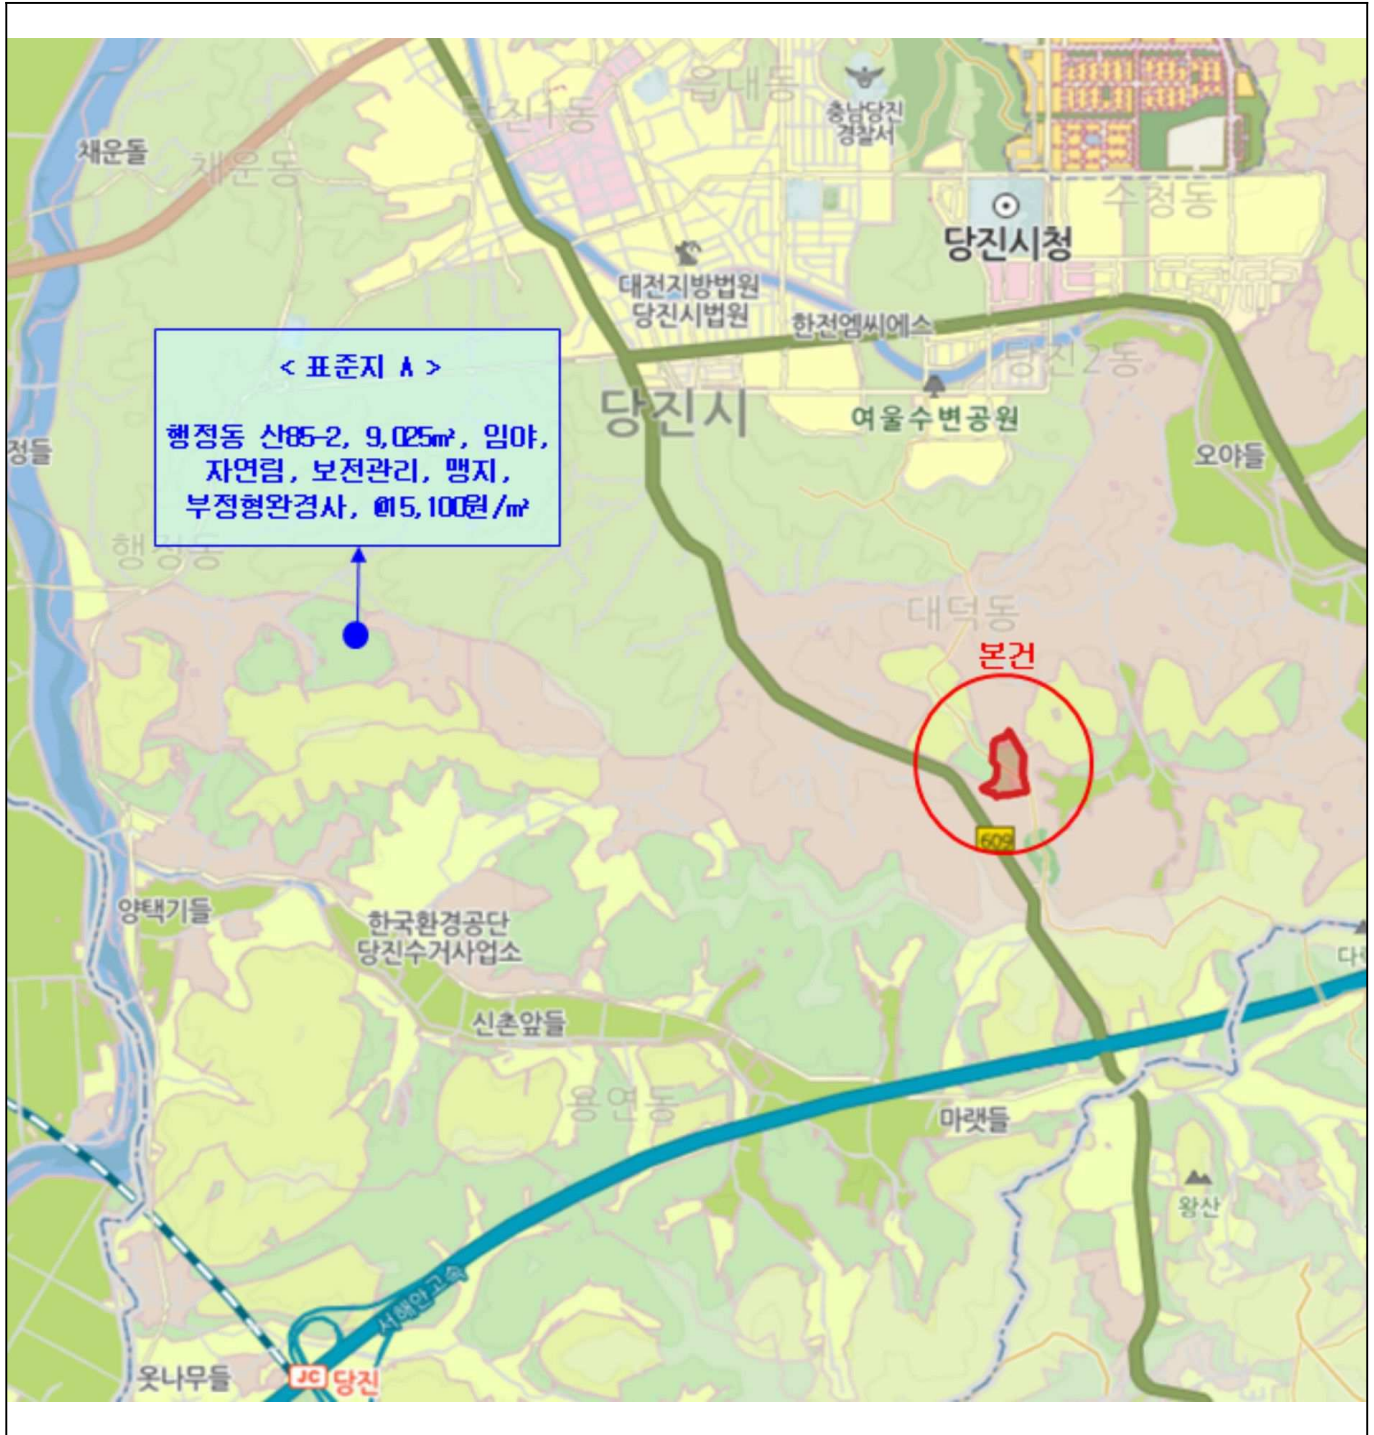 당진1동
읍내동
충남당진
경찰서
채운들
채운동
수청동
당진시청
대전지방법원
당진시법원
한전엠씨에스
당진2동
< 표준지 A >
행정동 산85-2, 9,025㎡, 임야,
자연림, 보전관리, 맹지,
부정형완경사, @15,100원/㎡
당진시
여울수변공원
정들
오야들
행정동
대덕동
본건
609
양택기들
한국환경공단
당진수거사업소
신촌앞들
용연동
마랫들
왕산
서해안고속
JC 당진
옷나무들